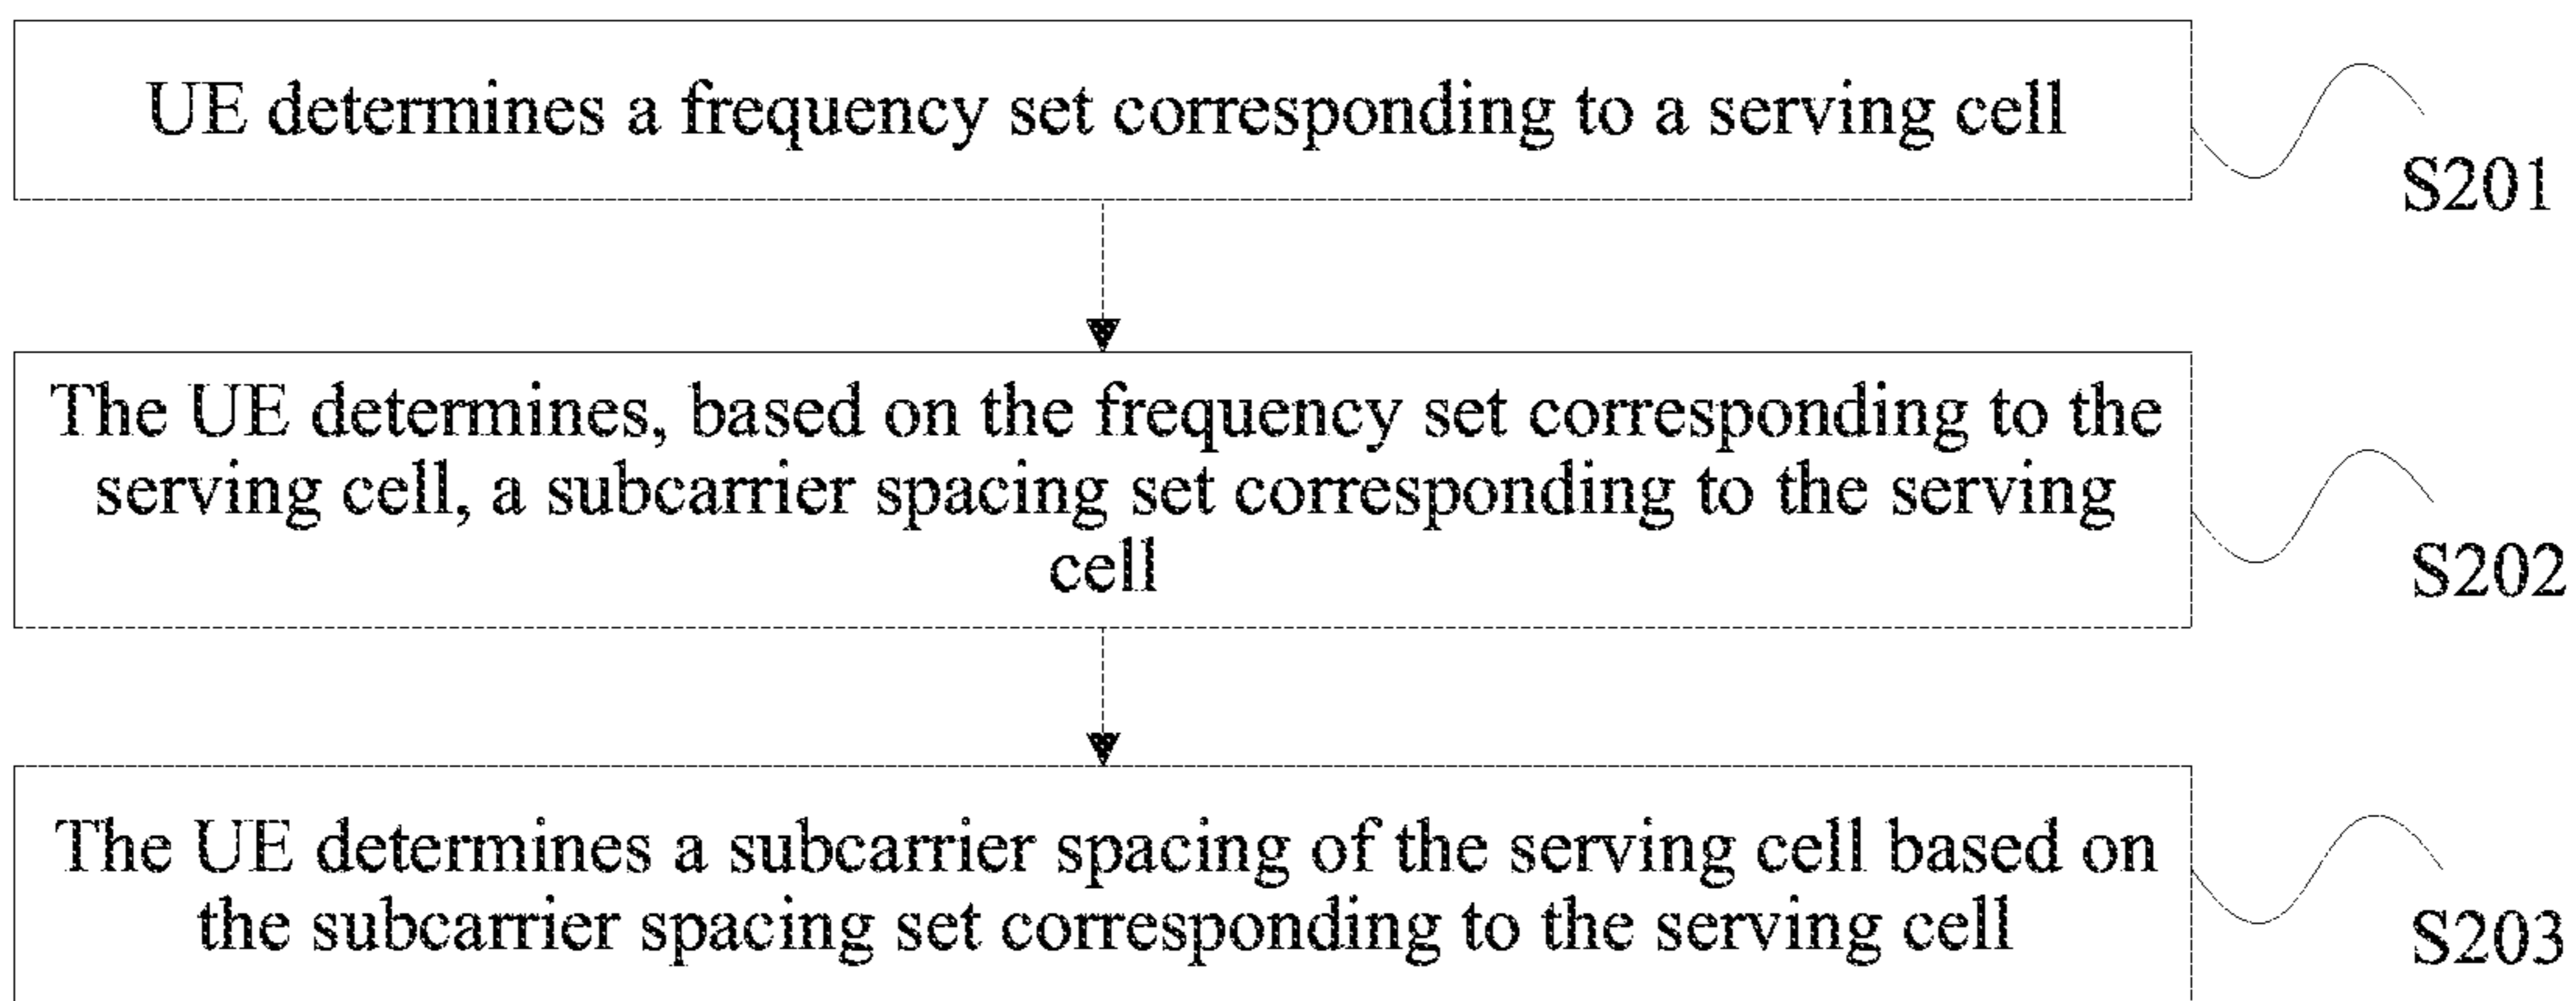 UE determines a frequency set corresponding to a serving cell
S201
The UE determines, based on the frequency set corresponding to the
serving cell, a subcarrier spacing set corresponding to the serving
cell
S202
The UE determines a subcarrier spacing of the serving cell based on
the subcarrier spacing set corresponding to the serving cell
S203